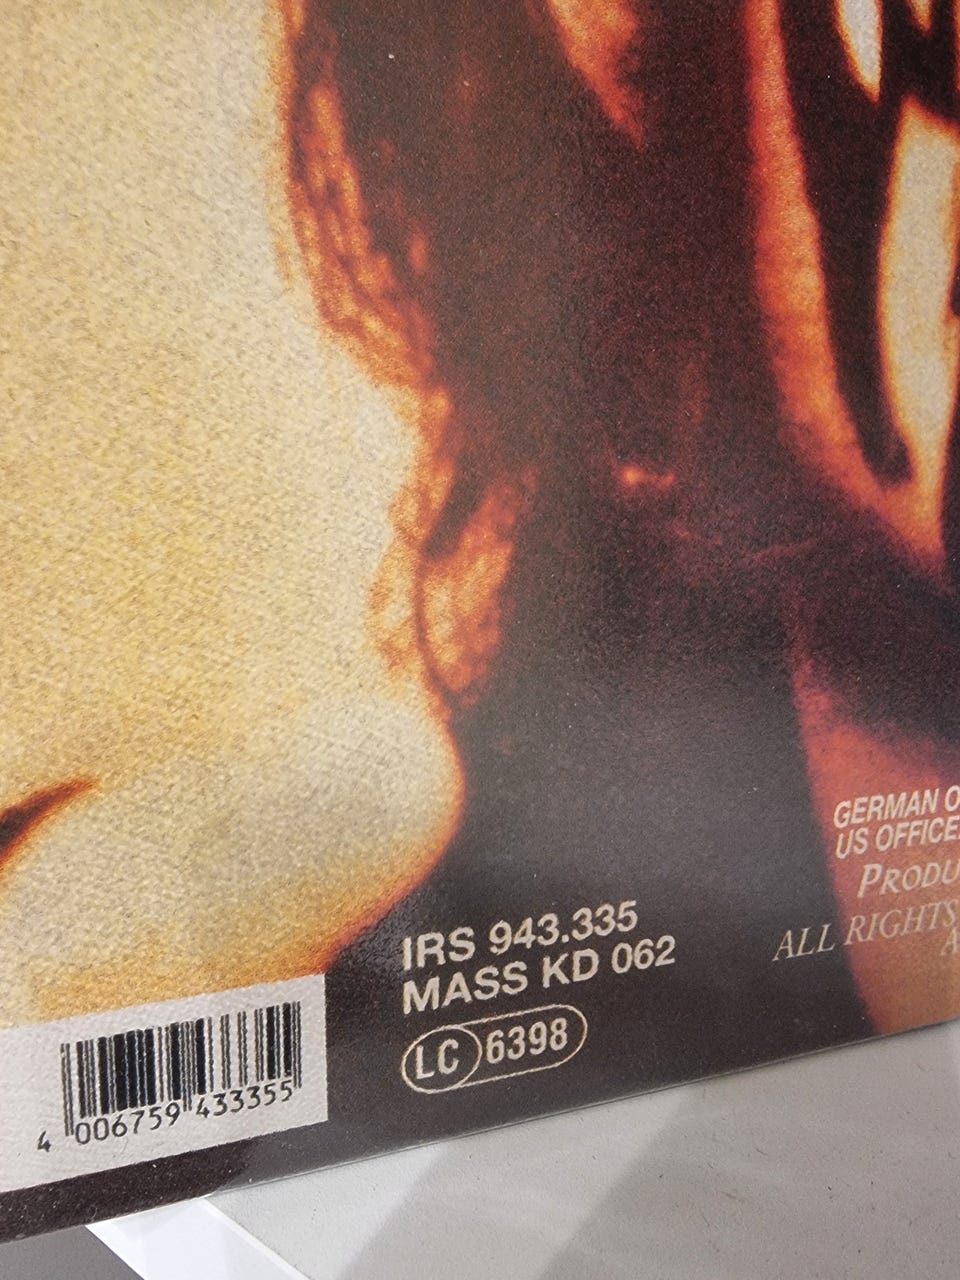 GERMAN O
US OFFICE:
PRODU
ALL RIGHTS
A
IRS 943.335
MASS KD 062
LC 6398
4 006759 433355